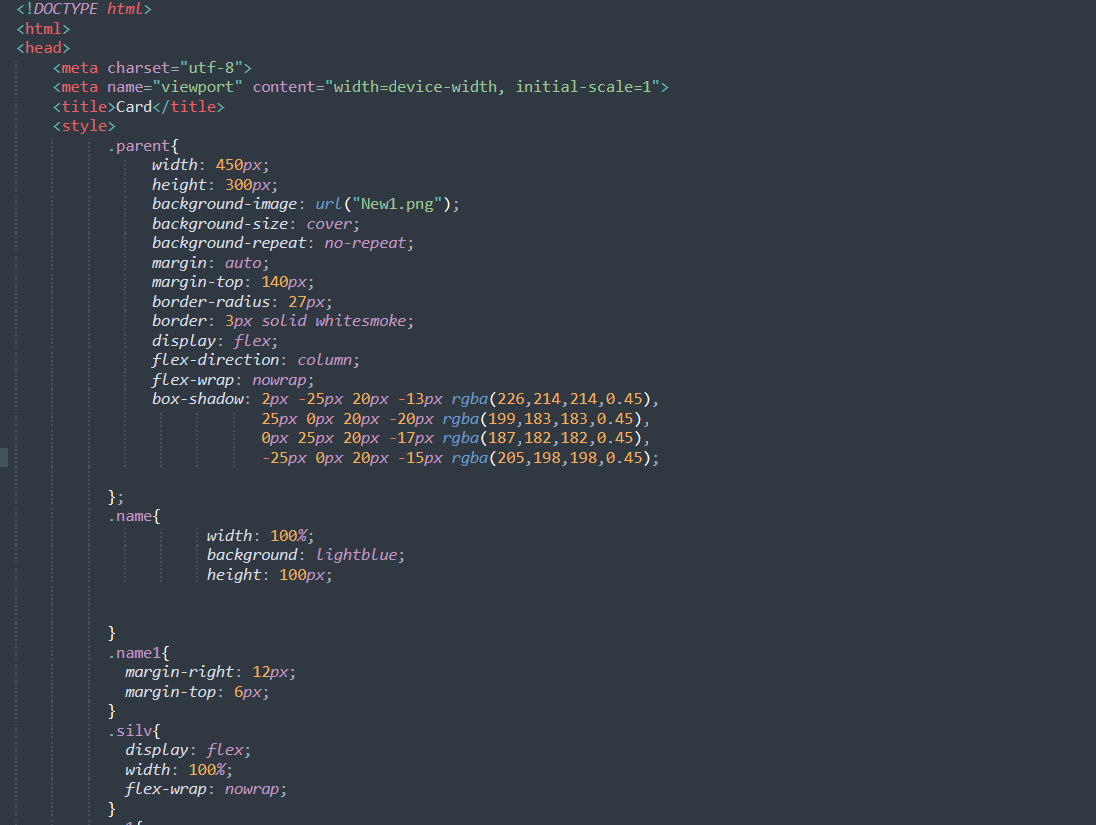 <!DOCTYPE html>
<html>
<head>
    <meta charset="utf-8">
    <meta name="viewport" content="width=device-width, initial-scale=1">
    <title>Card</title>
    <style>
          .parent{
               width: 450px;
               height: 300px;
               background-image: url("New1.png");
               background-size: cover;
               background-repeat: no-repeat;
               margin: auto;
               margin-top: 140px;
               border-radius: 27px;
               border: 3px solid whitesmoke;
               display: flex;
               flex-direction: column;
               flex-wrap: nowrap;
               box-shadow: 2px -25px 20px -13px rgba(226,214,214,0.45),
                           25px 0px 20px -20px rgba(199,183,183,0.45),
                           0px 25px 20px -17px rgba(187,182,182,0.45),
                           -25px 0px 20px -15px rgba(205,198,198,0.45);
          };
          .name{
                     width: 100%;
                     background: lightblue;
                     height: 100px;
          }
          .name1{
            margin-right: 12px;
            margin-top: 6px;
          }
          .silv{
            display: flex;
            width: 100%;
            flex-wrap: nowrap;
          }